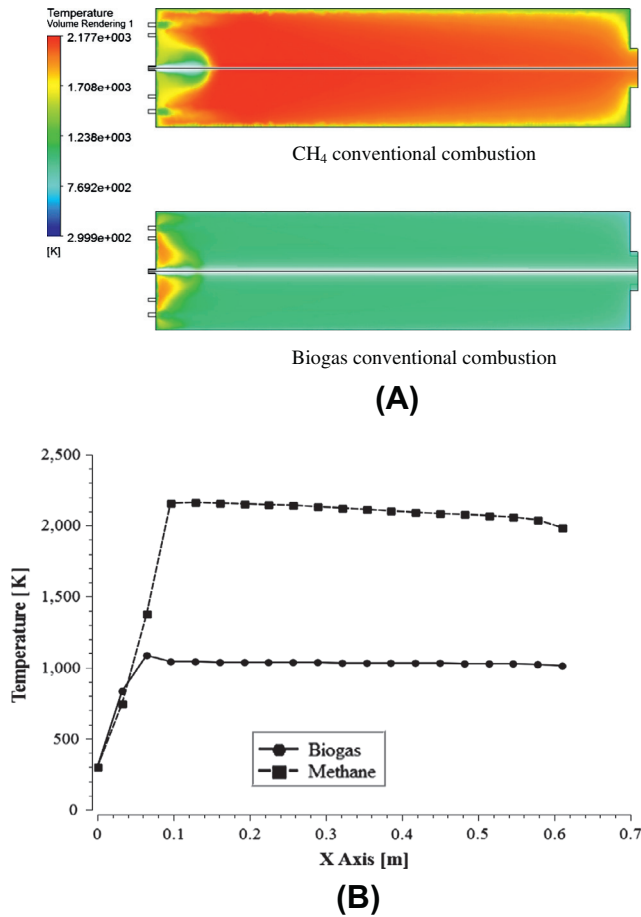 Temperature
Volume Rendering 1
2.177e+003
1.708e+003
1.238e+003
7.692e+002
2.999e+002
[K]
CH₄ conventional combustion
Biogas conventional combustion
(A)
2,500
2,000
1,500
1,000
500
0
Temperature [K]
Biogas
Methane
0 0.1 0.2 0.3 0.4 0.5 0.6 0.7
X Axis [m]
(B)